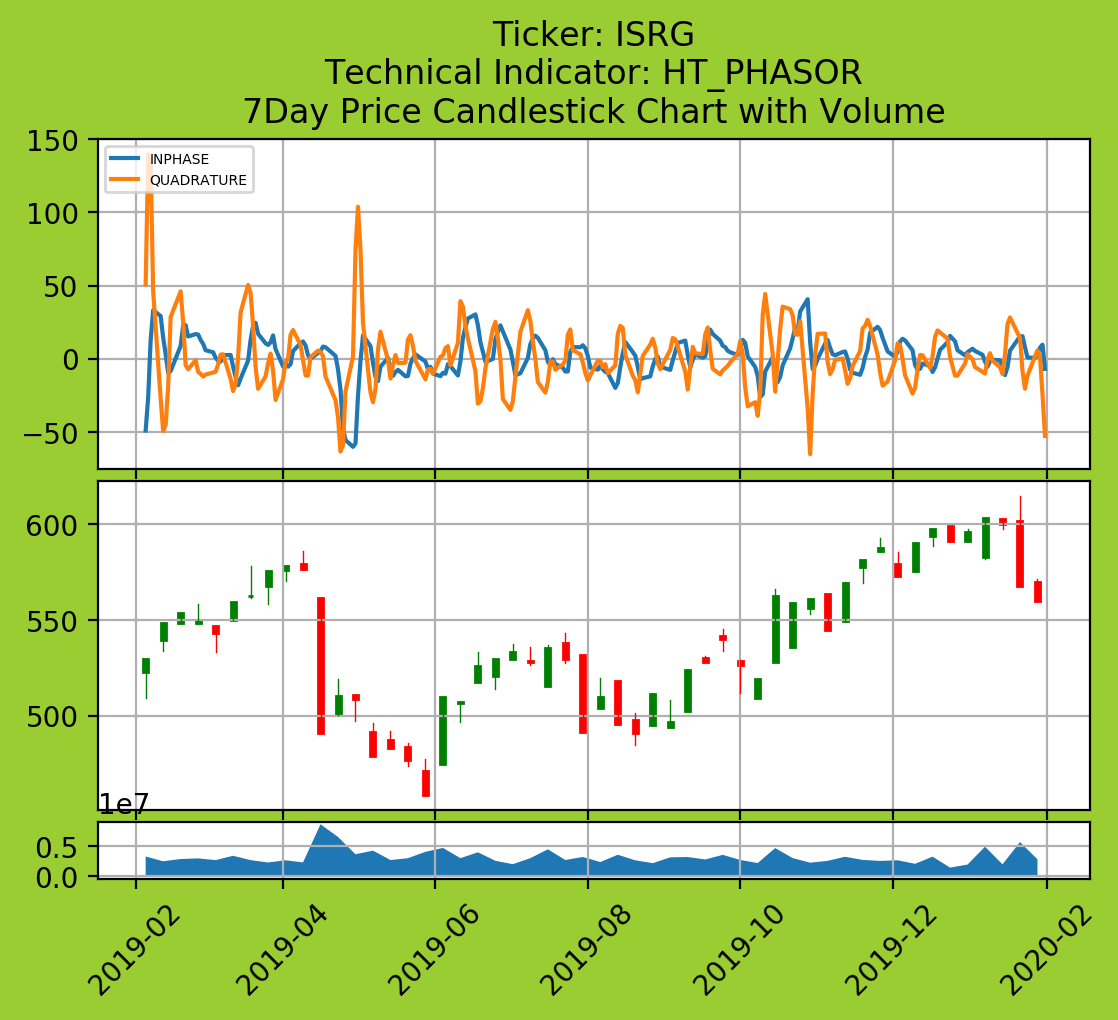 Ticker: ISRG
Technical Indicator: HT_PHASOR
7Day Price Candlestick Chart with Volume
150
100
50
0
−50
INPHASE
QUADRATURE
600
550
500
1e7
0.5
0.0
2019-02
2019-04
2019-06
2019-08
2019-10
2019-12
2020-02